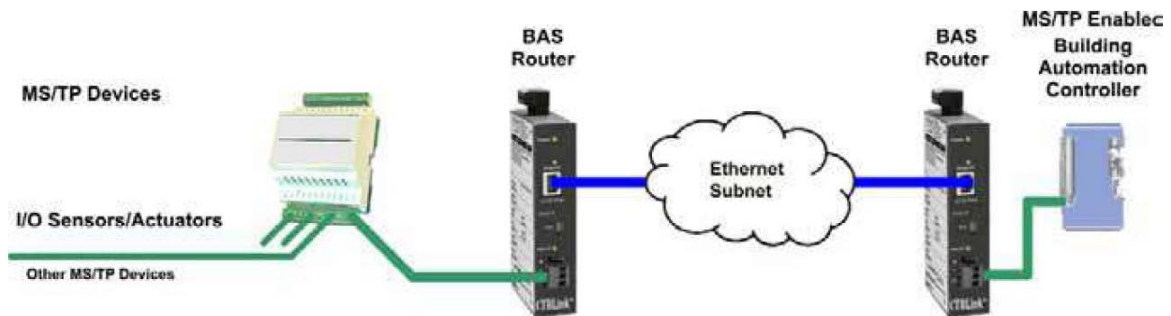 MS/TP Devices
I/O Sensors/Actuators
Other MS/TP Devices
BAS
Router
Ethernet
Subnet
BAS
Router
MS/TP Enabled
Building
Automation
Controller